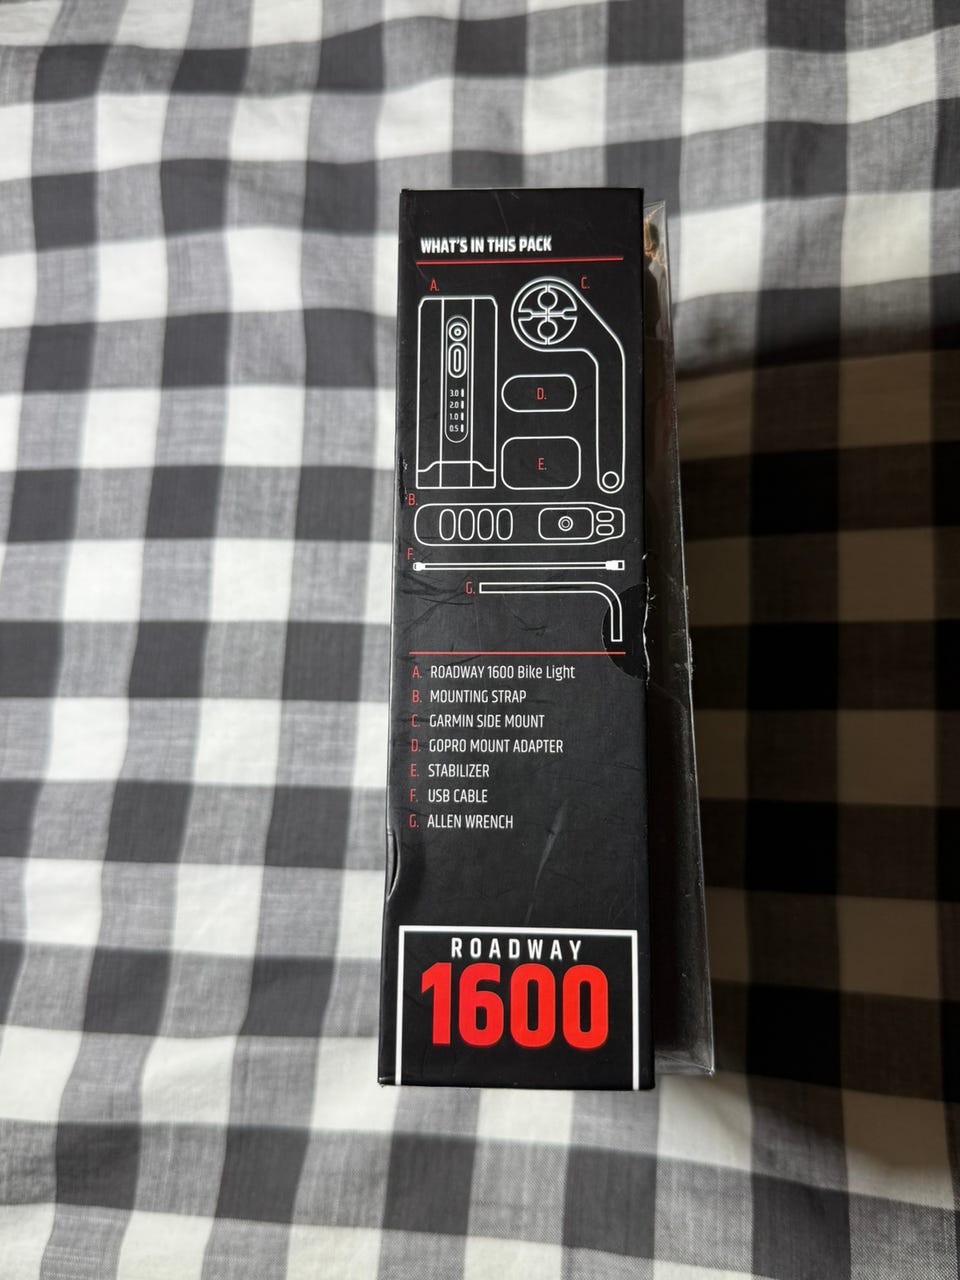 WHAT'S IN THIS PACK
A.
C.
3.0
2.0
1.0
0.5
D.
E.
B.
F.
G.
A. ROADWAY 1600 Bike Light
B. MOUNTING STRAP
C. GARMIN SIDE MOUNT
D. GOPRO MOUNT ADAPTER
E. STABILIZER
F. USB CABLE
G. ALLEN WRENCH
ROADWAY
1600